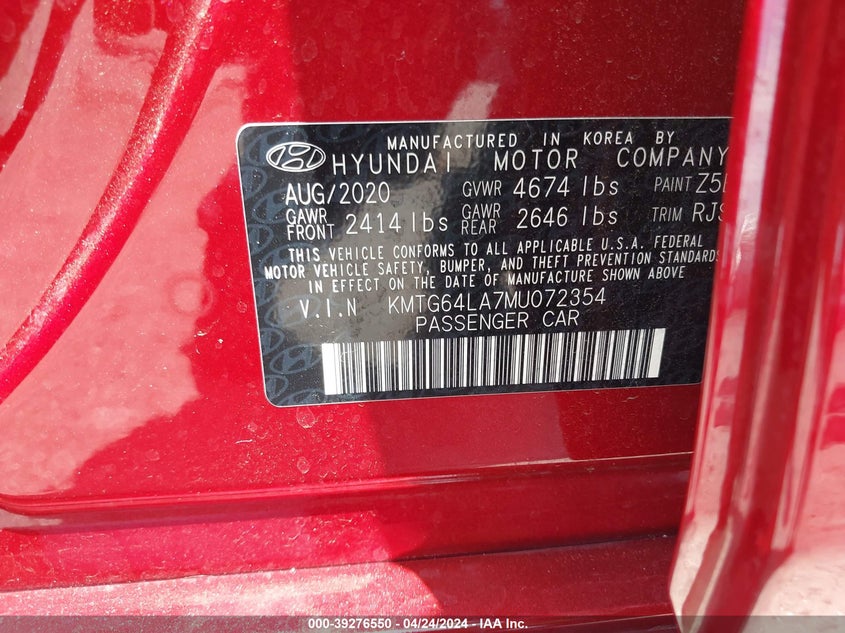 MANUFACTURED IN KOREA BY
HYUNDAI MOTOR COMPANY
AUG/2020 GVWR 4674 lbs PAINT
GAWR FRONT 2414 lbs GAWR REAR 2646 lbs TRIM
THIS VEHICLE CONFORMS TO ALL APPLICABLE U.S.A. FEDERAL
MOTOR VEHICLE SAFETY, BUMPER, AND THEFT PREVENTION STANDARDS
IN EFFECT ON THE DATE OF MANUFACTURE SHOWN ABOVE
V.I.N KMTG64LA7MU072354
PASSENGER CAR
000-39276550 - 04/24/2024 - IAA Inc.